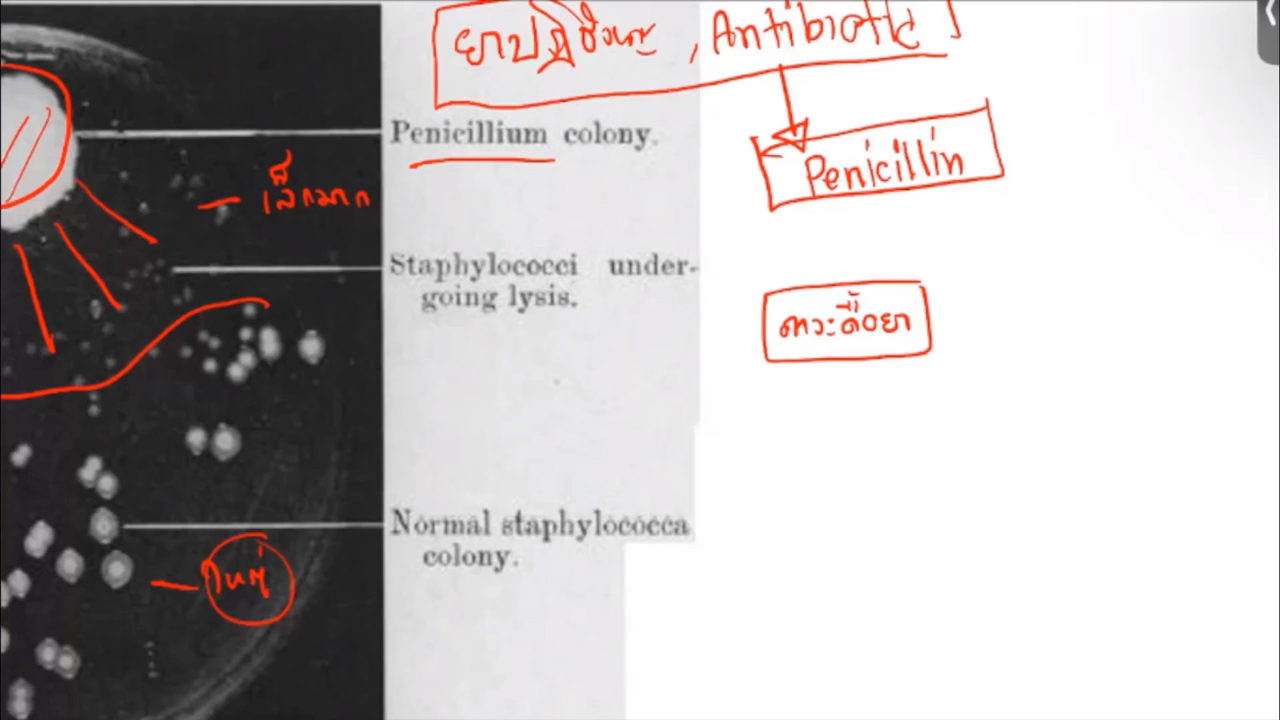 ยาปฏิชีวนะ , Antibiotic
Penicillium colony.
Penicillin
เล็กมาก
Staphylococci under-
going lysis.
ภาวะดื้อยา
Normal staphylococca
colony.
ใหญ่